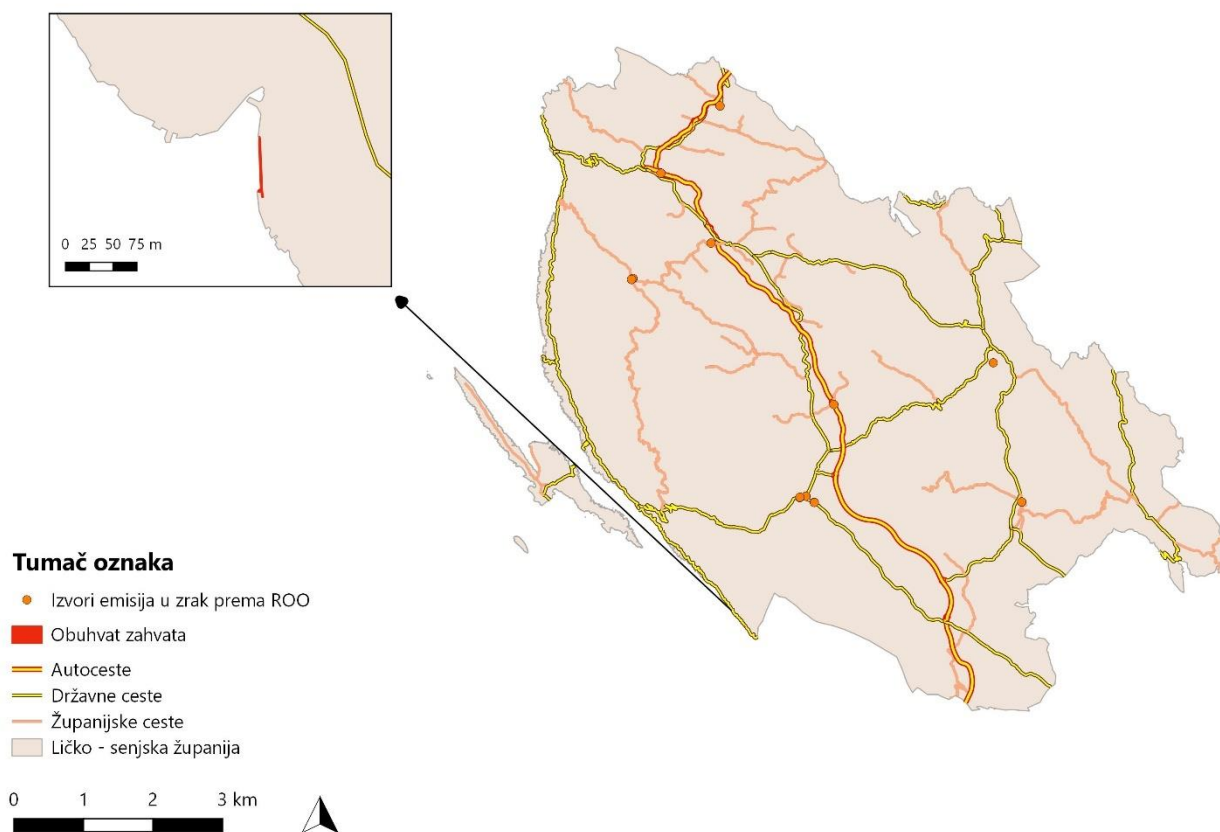 0 25 50 75 m
Tumač oznaka
Izvori emisija u zrak prema ROO
Obuhvat zahvata
Autoceste
Državne ceste
Županijske ceste
Ličko - senjska županija
0 1 2 3 km